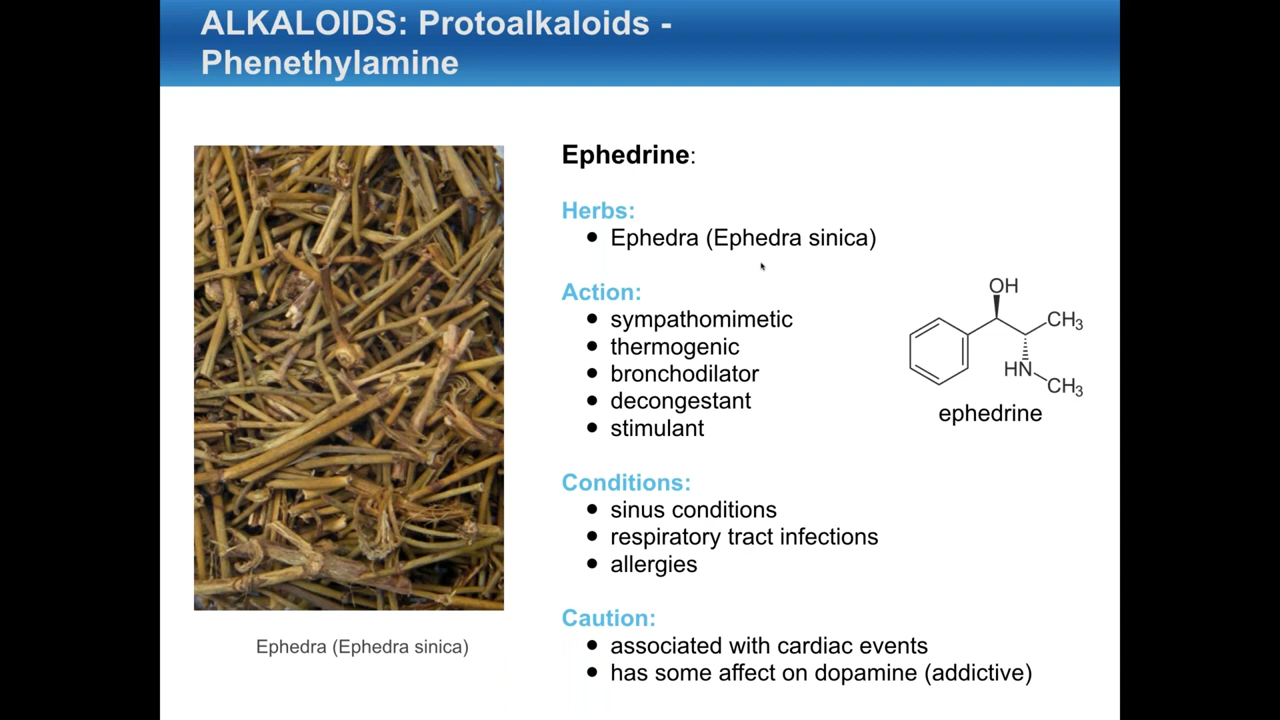 ALKALOIDS: Protoalkaloids -
Phenethylamine
Ephedrine:
Herbs:
• Ephedra (Ephedra sinica)
Action:
• sympathomimetic
• thermogenic
• bronchodilator
• decongestant
• stimulant
OH
CH3
HN
CH3
ephedrine
Conditions:
• sinus conditions
• respiratory tract infections
• allergies
Caution:
• associated with cardiac events
• has some affect on dopamine (addictive)
Ephedra (Ephedra sinica)